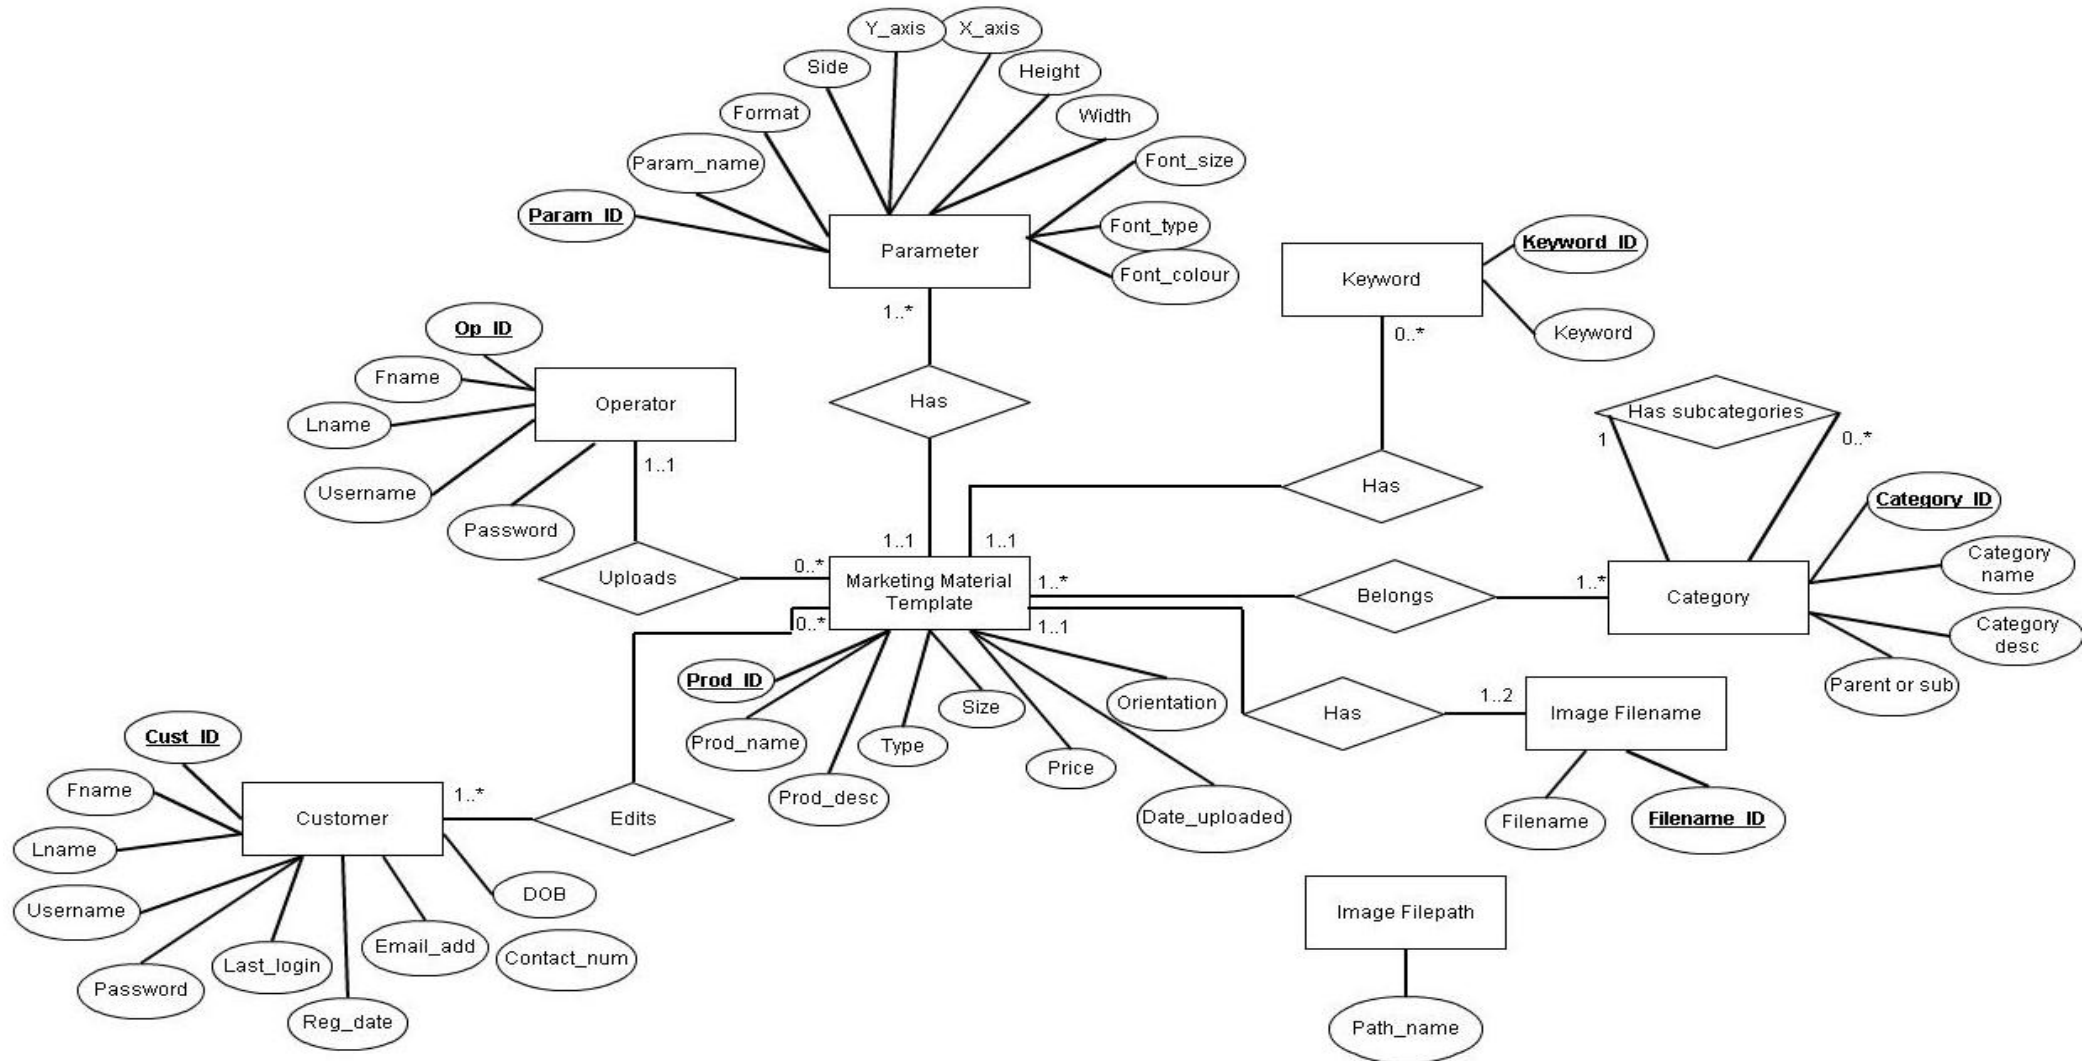 Y_axis
X_axis
Side
Height
Format
Width
Param_name
Font_size
Param_ID
Font_type
Font_colour
Parameter
Keyword_ID
Keyword
Keyword
1..*
0..*
Op_ID
Fname
Operator
Lname
Username
Password
1..1
Has
Has subcategories
1
0..*
Has
Category_ID
Category
name
Category
desc
Parent or sub
Category
1..1
1..1
Uploads
0..*
Marketing Material
Template
1..*
Belongs
1..*
0..*
1..1
Prod_ID
Prod_name
Prod_desc
Type
Size
Price
Orientation
Date_uploaded
Has
1..2
Image Filename
Filename
Filename_ID
Cust_ID
Fname
Lname
Username
Password
Last_login
Reg_date
Email_add
DOB
Contact_num
Customer
1..*
Edits
Image Filepath
Path_name